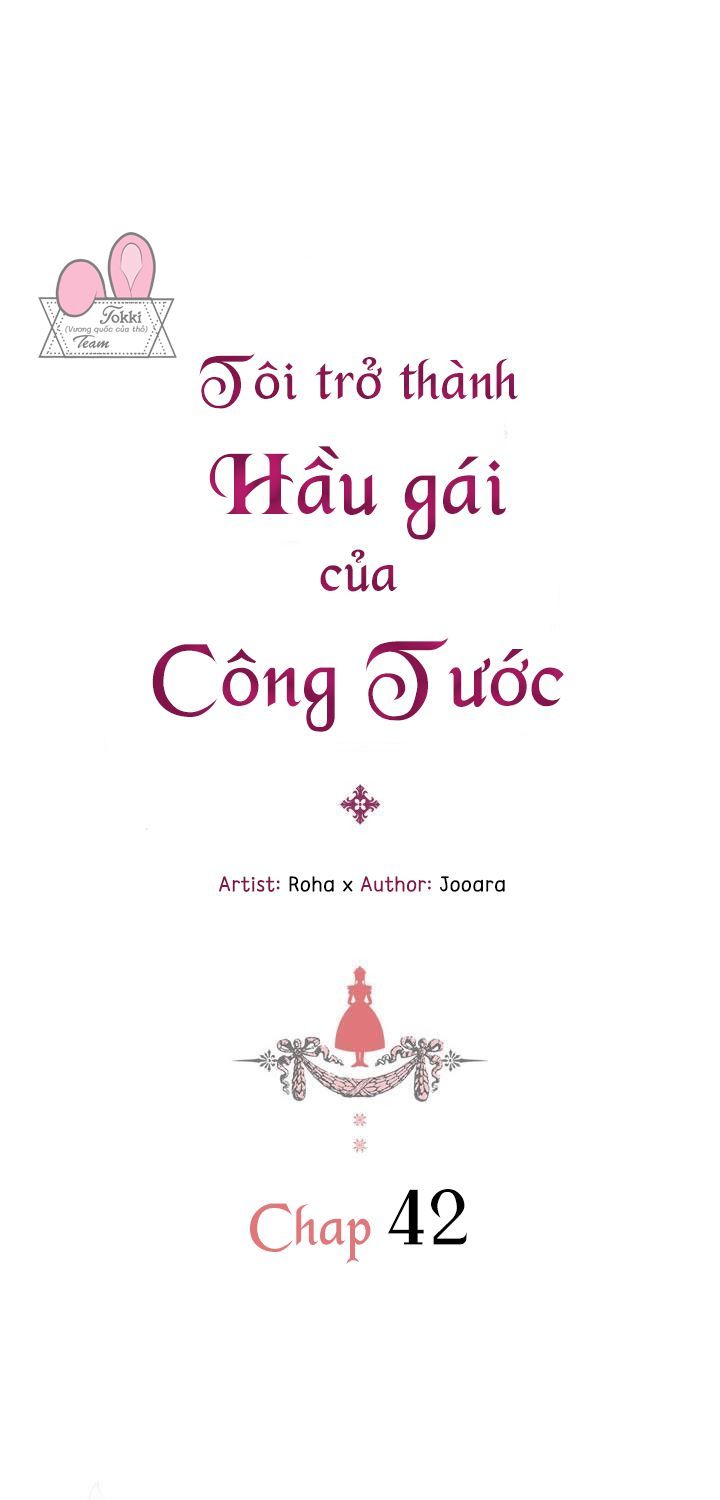 Tokki
(Vương quốc của thỏ)
Team
Tôi trở thành
Hầu gái
của
Công Tước
Artist: Roha x Author: Jooara
Chap 42